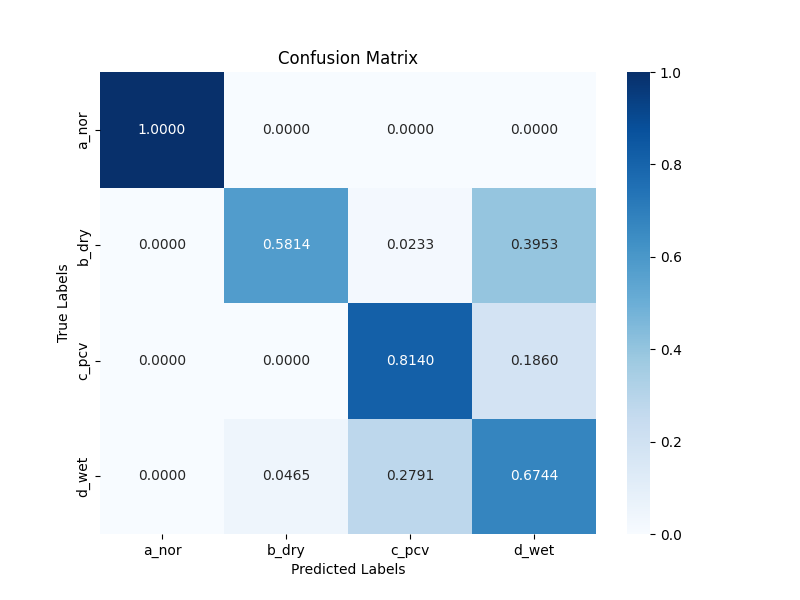 Confusion Matrix
True Labels
a_nor 1.0000 0.0000 0.0000 0.0000
b_dry 0.0000 0.5814 0.0233 0.3953
c_pcv 0.0000 0.0000 0.8140 0.1860
d_wet 0.0000 0.0465 0.2791 0.6744
a_nor b_dry c_pcv d_wet
Predicted Labels
1.0
0.8
0.6
0.4
0.2
0.0